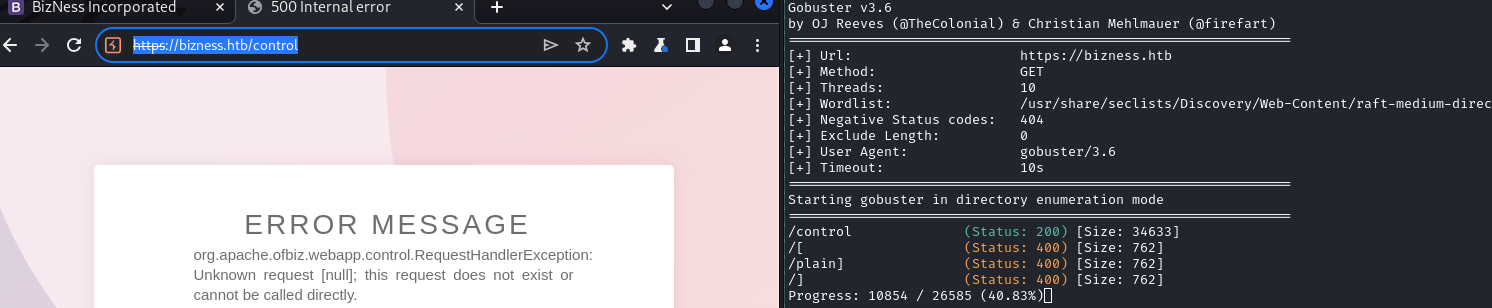 BizNess Incorporated
500 Internal error
https://bizness.htb/control
ERROR MESSAGE
org.apache.ofbiz.webapp.control.RequestHandlerException:
Unknown request [null]; this request does not exist or
cannot be called directly.
Gobuster v3.6
by OJ Reeves (@TheColonial) & Christian Mehlmauer (@firefart)
===============================================================
[+] Url:                     https://bizness.htb
[+] Method:                  GET
[+] Threads:                 10
[+] Wordlist:                /usr/share/seclists/Discovery/Web-Content/raft-medium-direc
[+] Negative Status codes:   404
[+] Exclude Length:          0
[+] User Agent:              gobuster/3.6
[+] Timeout:                 10s
===============================================================
Starting gobuster in directory enumeration mode
===============================================================
/control              (Status: 200) [Size: 34633]
/[                    (Status: 400) [Size: 762]
/plain]               (Status: 400) [Size: 762]
/]                    (Status: 400) [Size: 762]
Progress: 10854 / 26585 (40.83%)